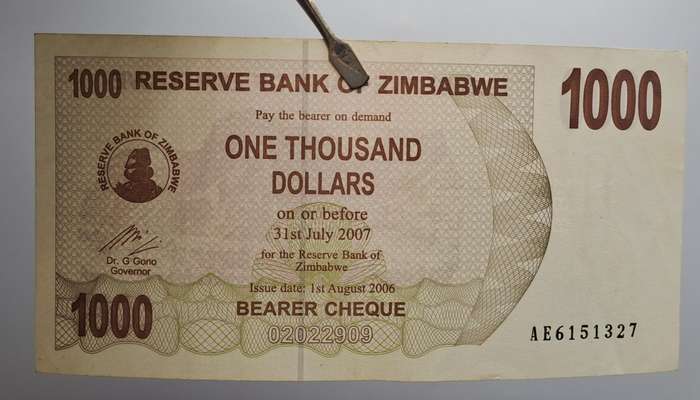 1000 RESERVE BANK OF ZIMBABWE 1000
Pay the bearer on demand
RESERVE BANK OF ZIMBABWE
ONE THOUSAND
DOLLARS
on or before
31st July 2007
for the Reserve Bank of
Zimbabwe
Dr. G Gono
Governor
Issue date: 1st August 2006
1000 BEARER CHEQUE
02022909
AE6151327